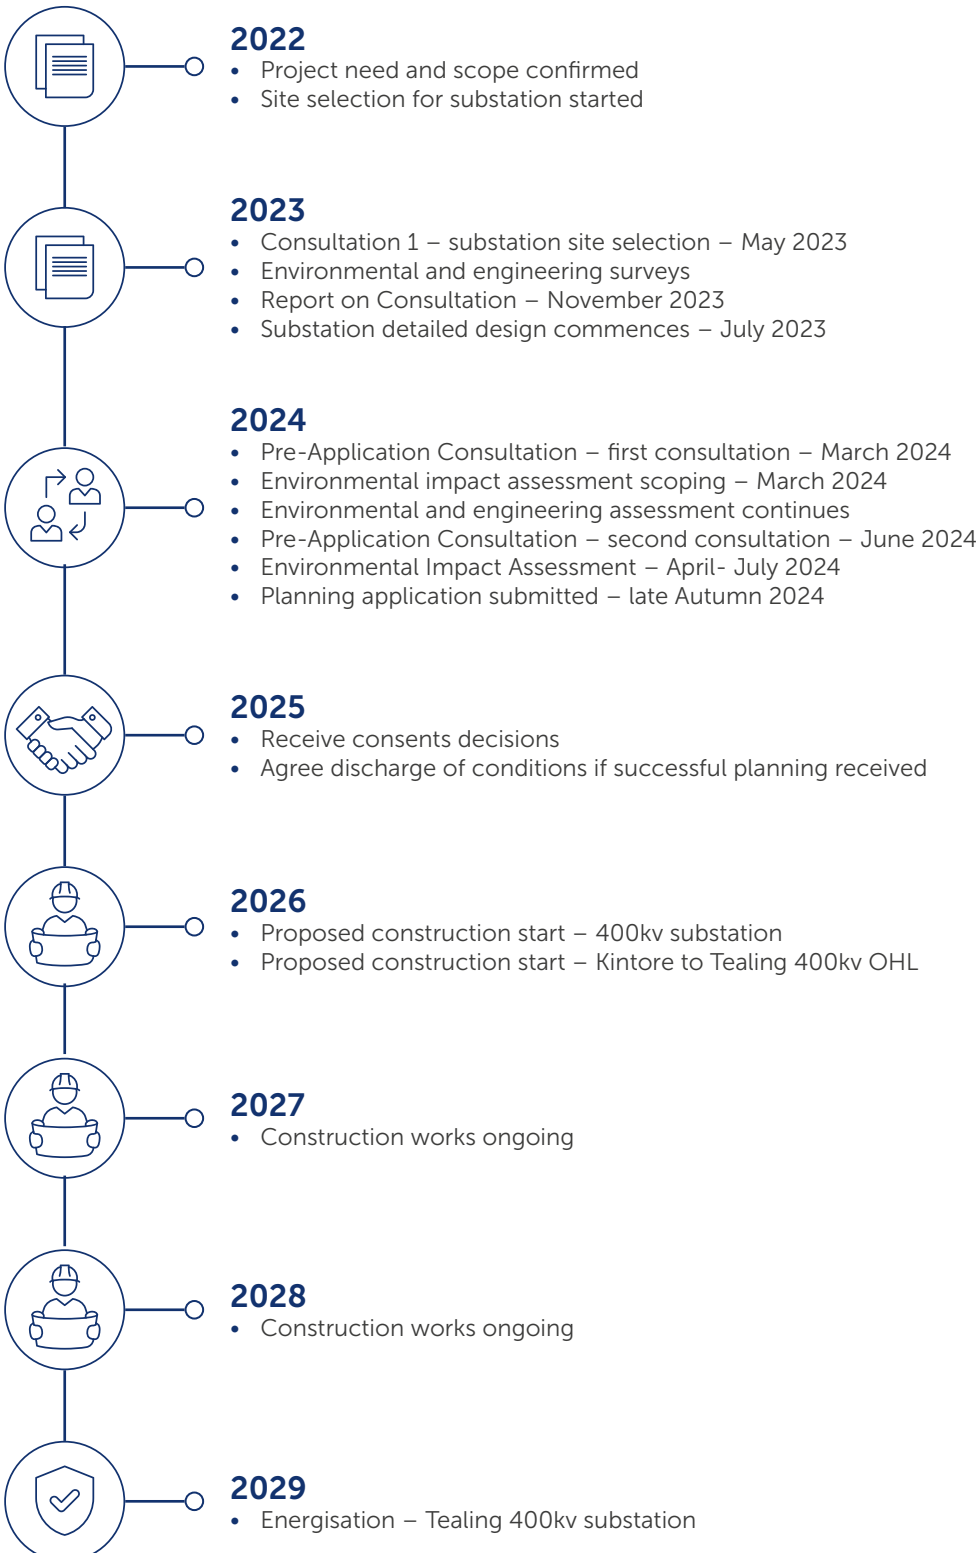 2022
• Project need and scope confirmed
• Site selection for substation started
2023
• Consultation 1 – substation site selection – May 2023
• Environmental and engineering surveys
• Report on Consultation – November 2023
• Substation detailed design commences – July 2023
2024
• Pre-Application Consultation – first consultation – March 2024
• Environmental impact assessment scoping – March 2024
• Environmental and engineering assessment continues
• Pre-Application Consultation – second consultation – June 2024
• Environmental Impact Assessment – April- July 2024
• Planning application submitted – late Autumn 2024
2025
• Receive consents decisions
• Agree discharge of conditions if successful planning received
2026
• Proposed construction start – 400kv substation
• Proposed construction start – Kintore to Tealing 400kv OHL
2027
• Construction works ongoing
2028
• Construction works ongoing
2029
• Energisation – Tealing 400kv substation